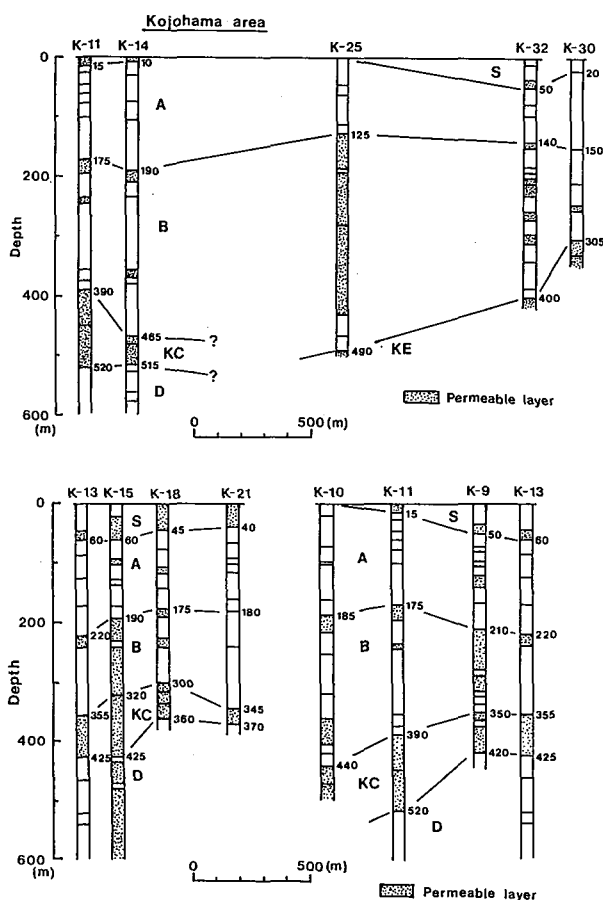 Kojohama area
K-11 K-14 K-25 K-32 K-30
0
15 10 S 50 20
A
125 140 150
175 190
200
B
Depth
305
390 400
400
465 ?
KC KE
490
520 515 ?
D
Permeable layer
600
(m)
0 500 (m)
K-13 K-15 K-18 K-21 K-10 K-11 K-9 K-13
0
S 15 S
60 60 45 40 50 60
A A
190 175 180 185 175
200
220 210 220
B B
Depth
300
320 345 350 355
355 KC 360 370 390
400
425 425 440 420 425
D KC
520
D
600
(m)
0 500 (m)
Permeable layer